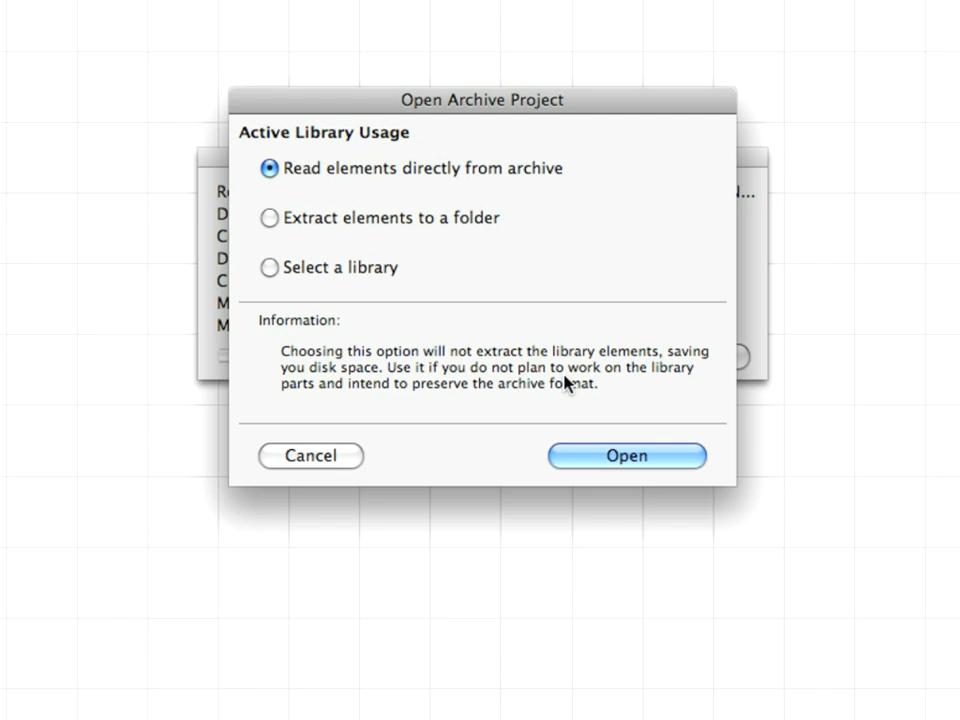 Open Archive Project
Active Library Usage
Read elements directly from archive
Extract elements to a folder
Select a library
Information:
Choosing this option will not extract the library elements, saving
you disk space. Use it if you do not plan to work on the library
parts and intend to preserve the archive format.
Cancel
Open